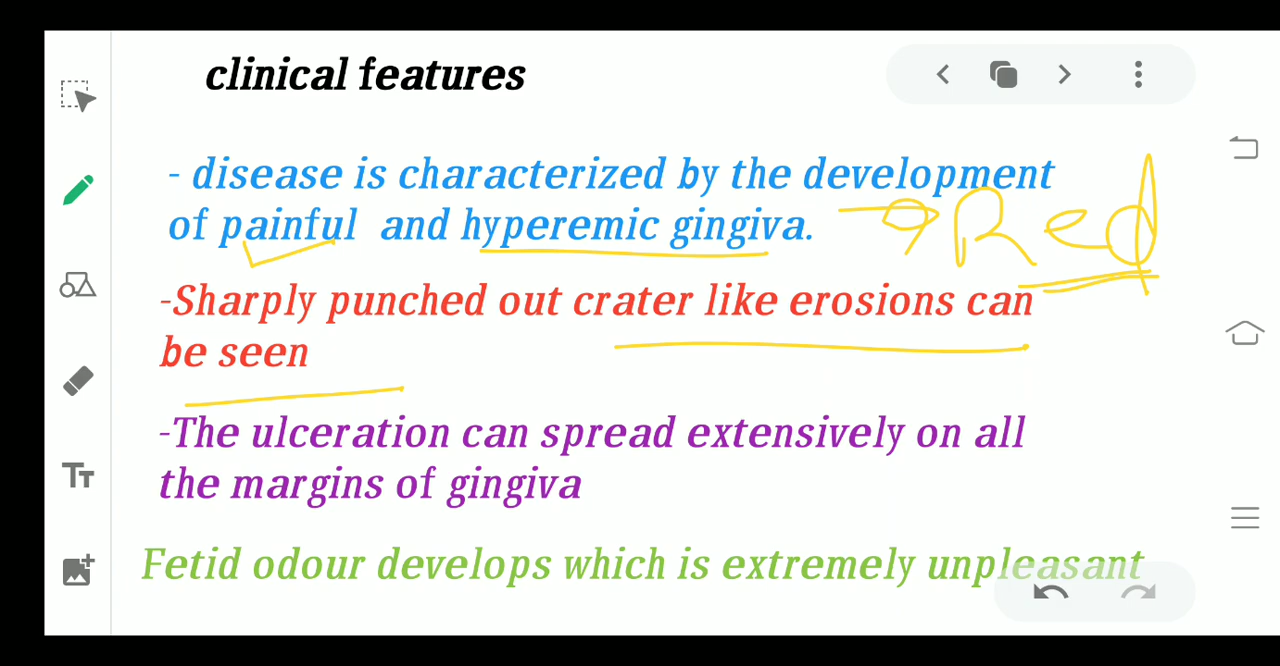 clinical features
- disease is characterized by the development
of painful and hyperemic gingiva. Red
-Sharply punched out crater like erosions can
be seen
-The ulceration can spread extensively on all
the margins of gingiva
Fetid odour develops which is extremely unpleasant
TT